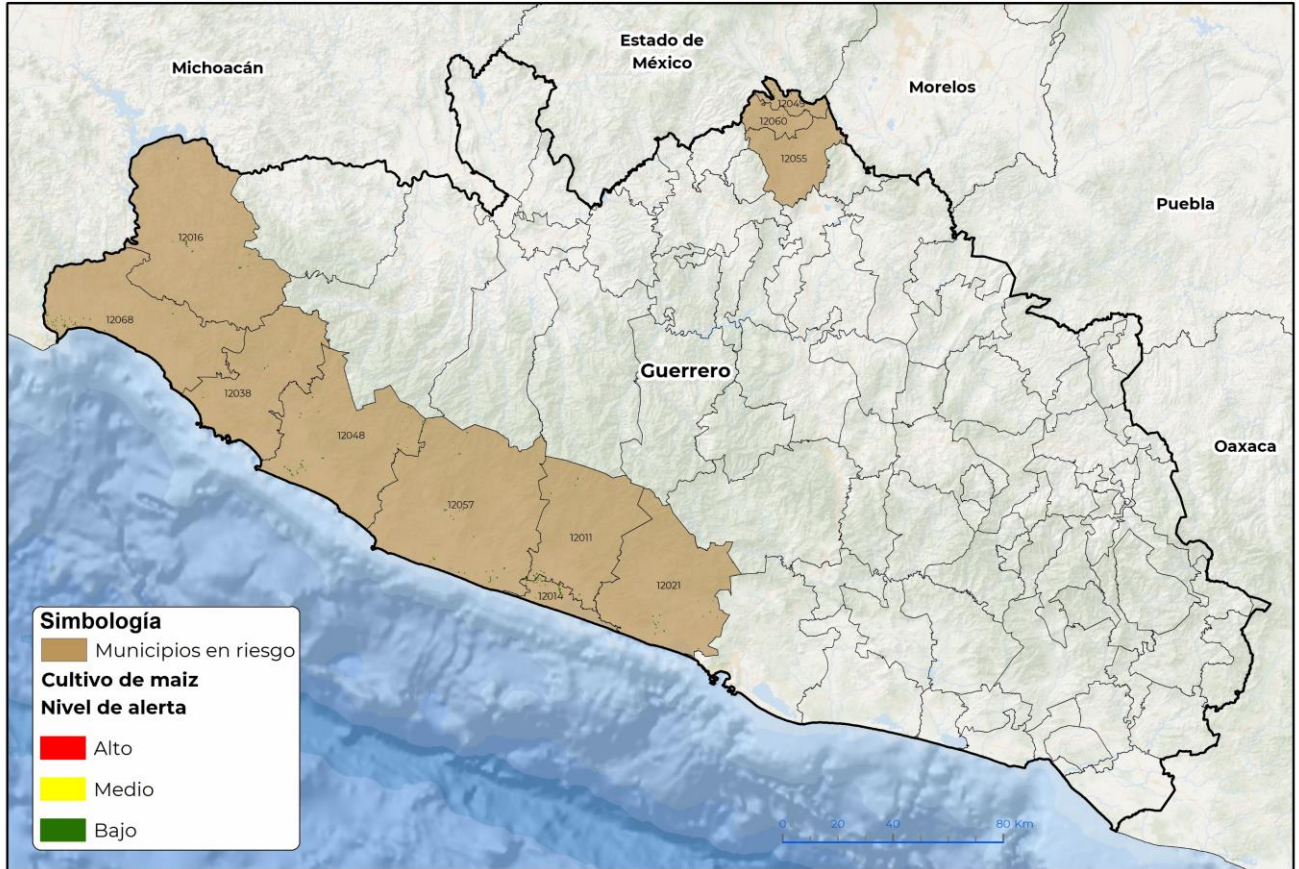 Estado de
México
Michoacán
Morelos
12049
12060
12055
Puebla
12016
12068
Guerrero
12038
12048
Oaxaca
12057
12011
12021
12014
Simbología
Municipios en riesgo
Cultivo de maiz
Nivel de alerta
Alto
Medio
Bajo
0 20 40 80 Km